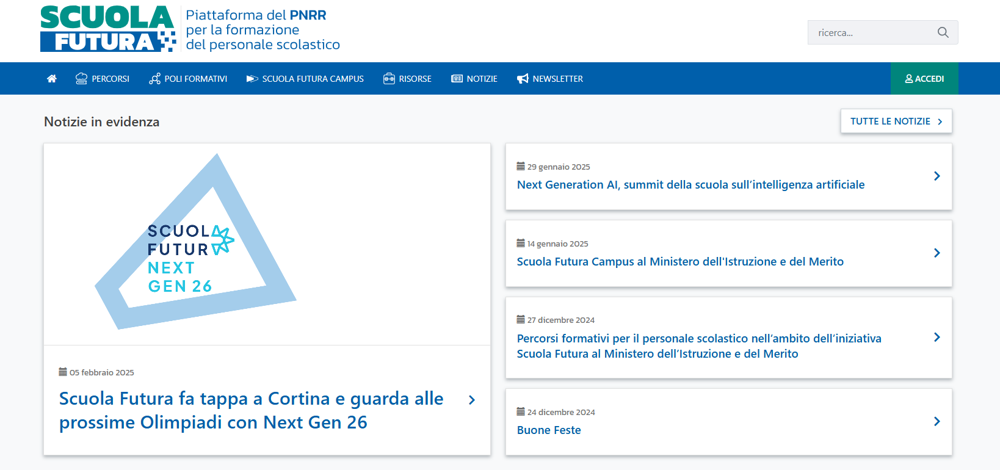 SCUOLA
FUTURA
Piattaforma del PNRR
per la formazione
del personale scolastico
ricerca...
PERCORSI
POLI FORMATIVI
SCUOLA FUTURA CAMPUS
RISORSE
NOTIZIE
NEWSLETTER
ACCEDI
Notizie in evidenza
TUTTE LE NOTIZIE
SCUOLA
FUTUR
NEXT
GEN 26
05 febbraio 2025
Scuola Futura fa tappa a Cortina e guarda alle
prossime Olimpiadi con Next Gen 26
29 gennaio 2025
Next Generation AI, summit della scuola sull’intelligenza artificiale
14 gennaio 2025
Scuola Futura Campus al Ministero dell'Istruzione e del Merito
27 dicembre 2024
Percorsi formativi per il personale scolastico nell’ambito dell’iniziativa
Scuola Futura al Ministero dell’Istruzione e del Merito
24 dicembre 2024
Buone Feste